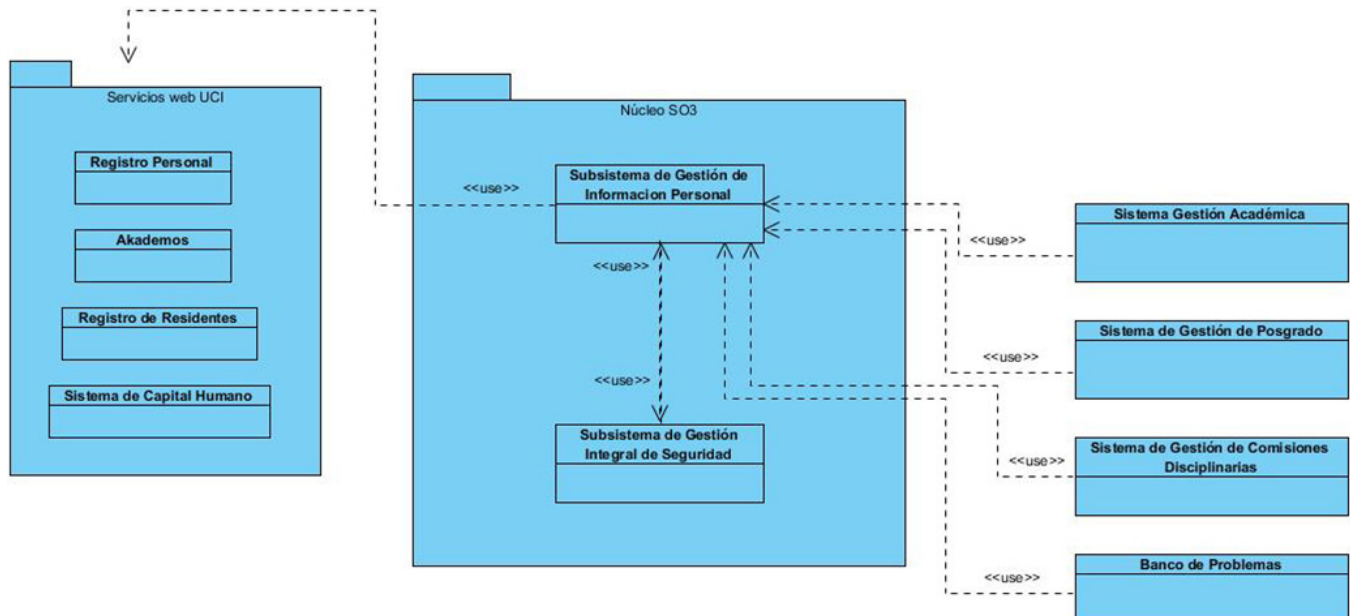 Servicios web UCI
Registro Personal
Akademos
Registro de Residentes
Sistema de Capital Humano
<<use>>
Núcleo SO3
Subsistema de Gestión de
Informacion Personal
<<use>>
<<use>>
Subsistema de Gestión
Integral de Seguridad
<<use>>
Sistema Gestión Académica
<<use>>
Sistema de Gestión de Posgrado
<<use>>
Sistema de Gestión de Comisiones
Disciplinarias
<<use>>
Banco de Problemas